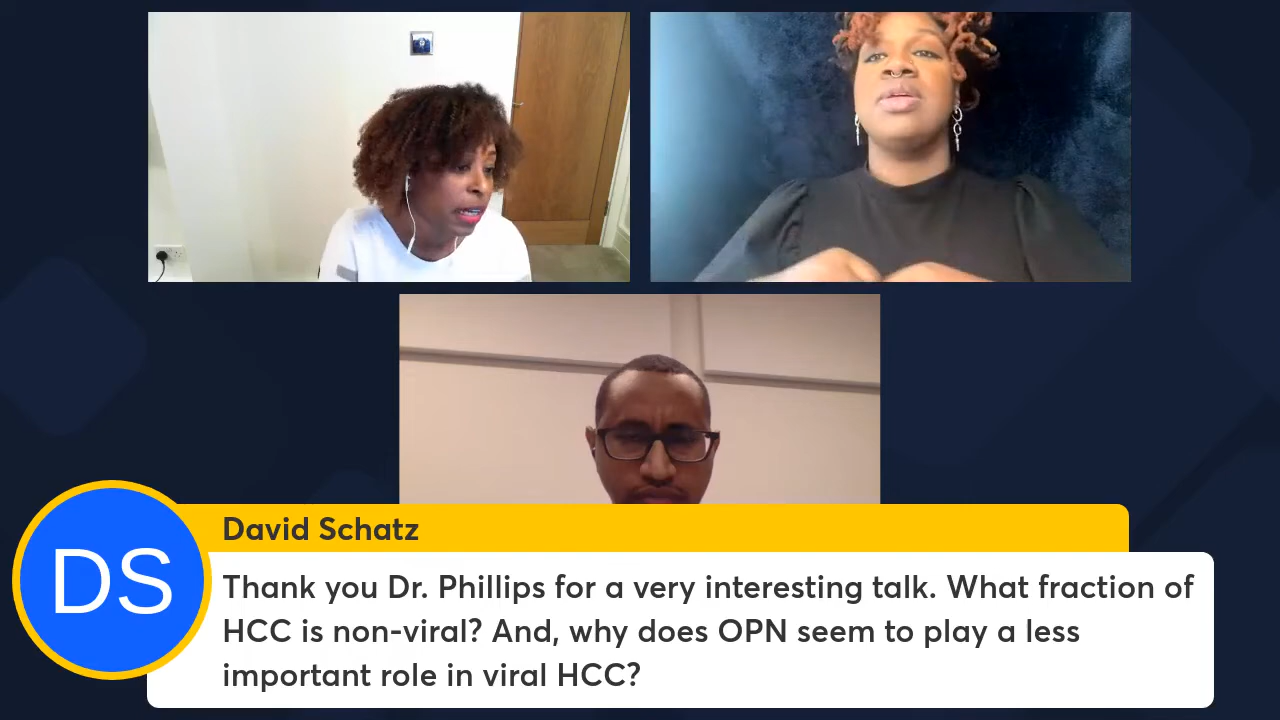 David Schatz
DS
Thank you Dr. Phillips for a very interesting talk. What fraction of
HCC is non-viral? And, why does OPN seem to play a less
important role in viral HCC?